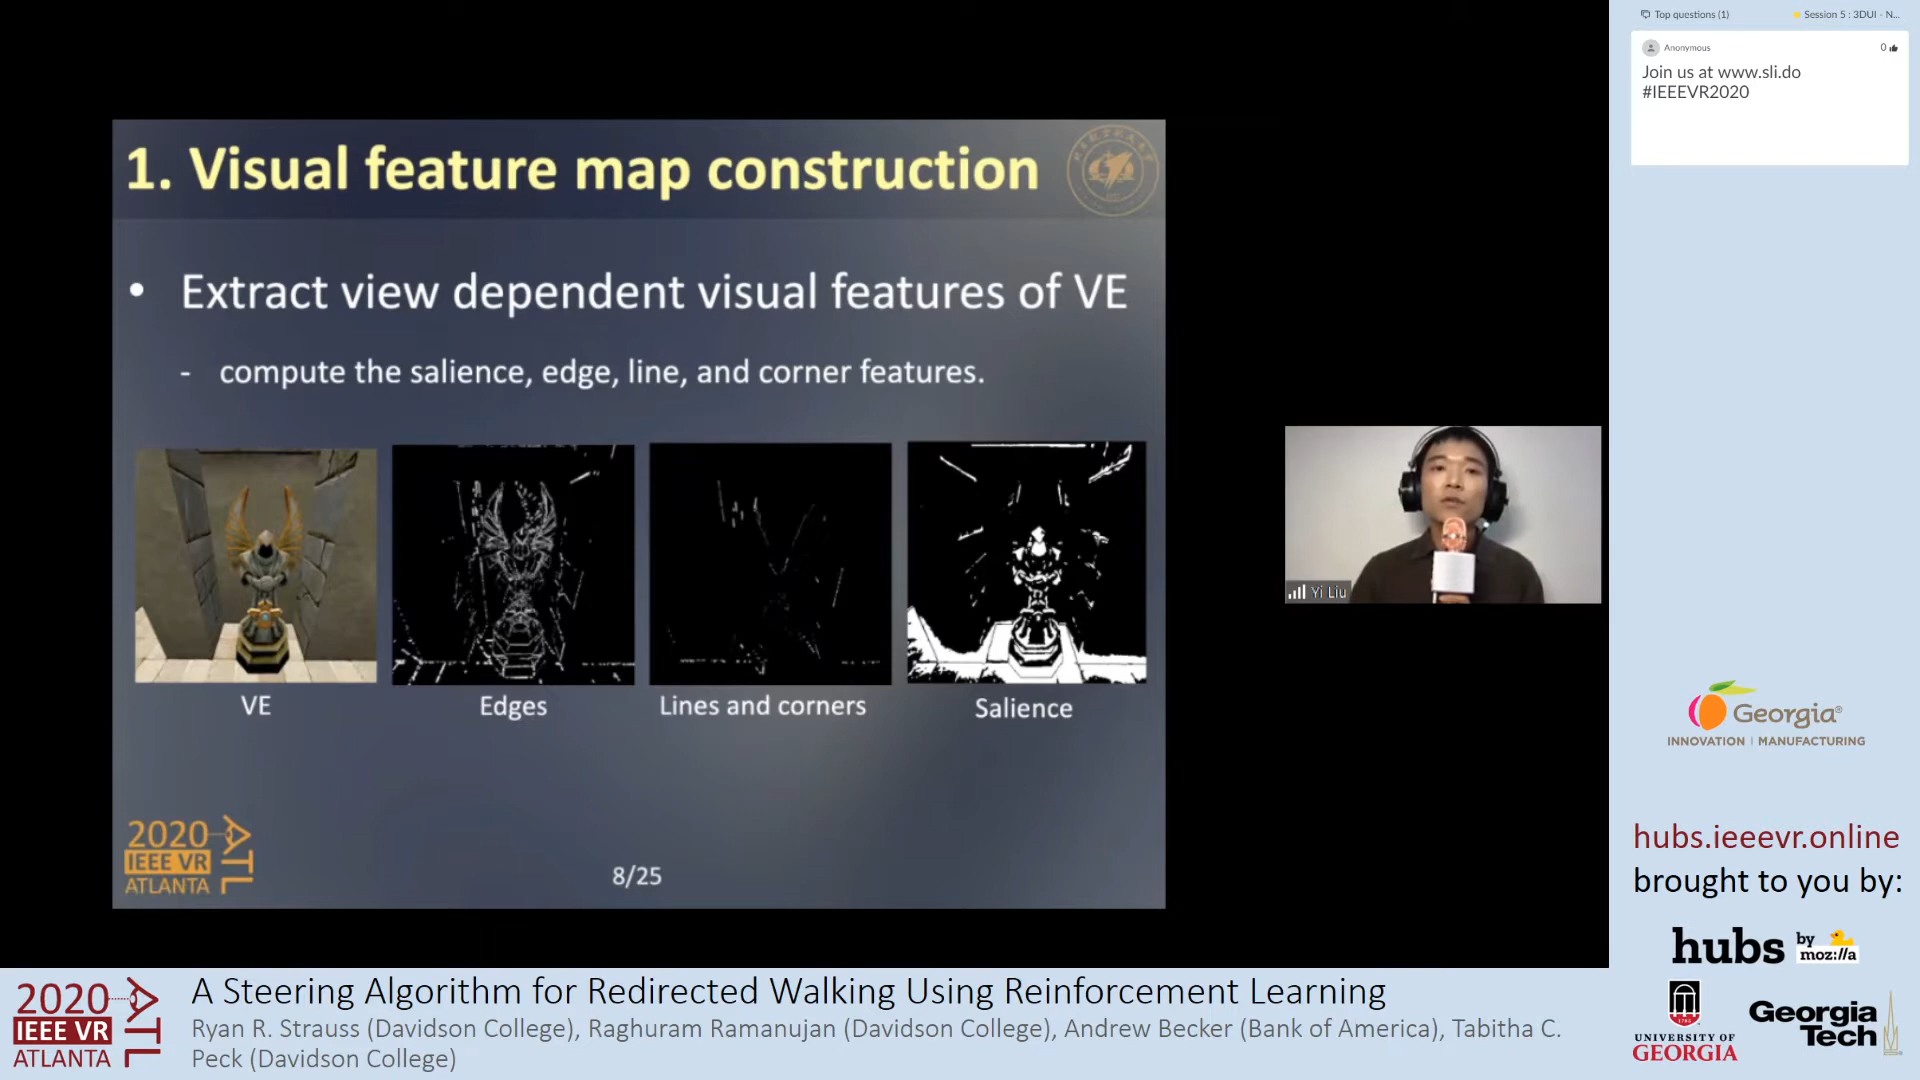 Top questions (1)
Session 5 : 3DUI - N...
Anonymous
0
Join us at www.sli.do
#IEEEVR2020
1. Visual feature map construction
• Extract view dependent visual features of VE
- compute the salience, edge, line, and corner features.
VE
Edges
Lines and corners
Salience
2020
IEEE VR
ATLANTA
ATL
8/25
Yi Liu
Georgia®
INNOVATION | MANUFACTURING
hubs.ieeevr.online
brought to you by:
hubs by moz://a
UNIVERSITY OF
GEORGIA
Georgia
Tech
2020
IEEE VR
ATLANTA
ATL
A Steering Algorithm for Redirected Walking Using Reinforcement Learning
Ryan R. Strauss (Davidson College), Raghuram Ramanujan (Davidson College), Andrew Becker (Bank of America), Tabitha C.
Peck (Davidson College)